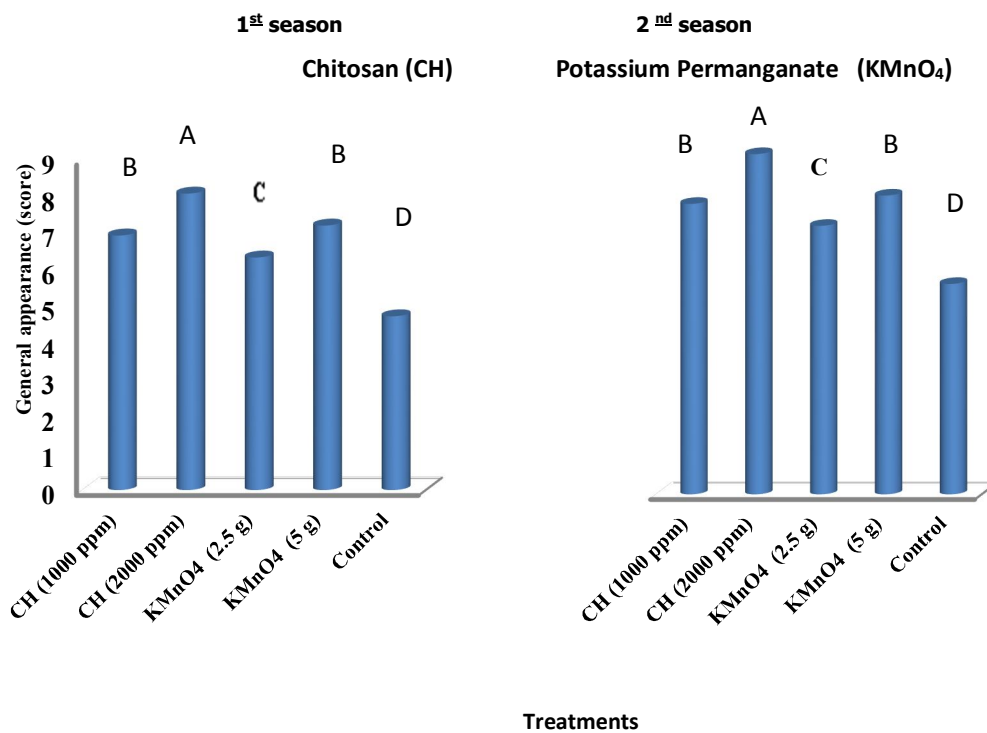 1st season
2 nd season
Chitosan (CH)
Potassium Permanganate (KMnO₄)
B
A
C
B
D
B
A
C
B
D
General appearance (score)
9
8
7
6
5
4
3
2
1
0
CH (1000 ppm)
CH (2000 ppm)
KMnO4 (2.5 g)
KMnO4 (5 g)
Control
CH (1000 ppm)
CH (2000 ppm)
KMnO4 (2.5 g)
KMnO4 (5 g)
Control
Treatments